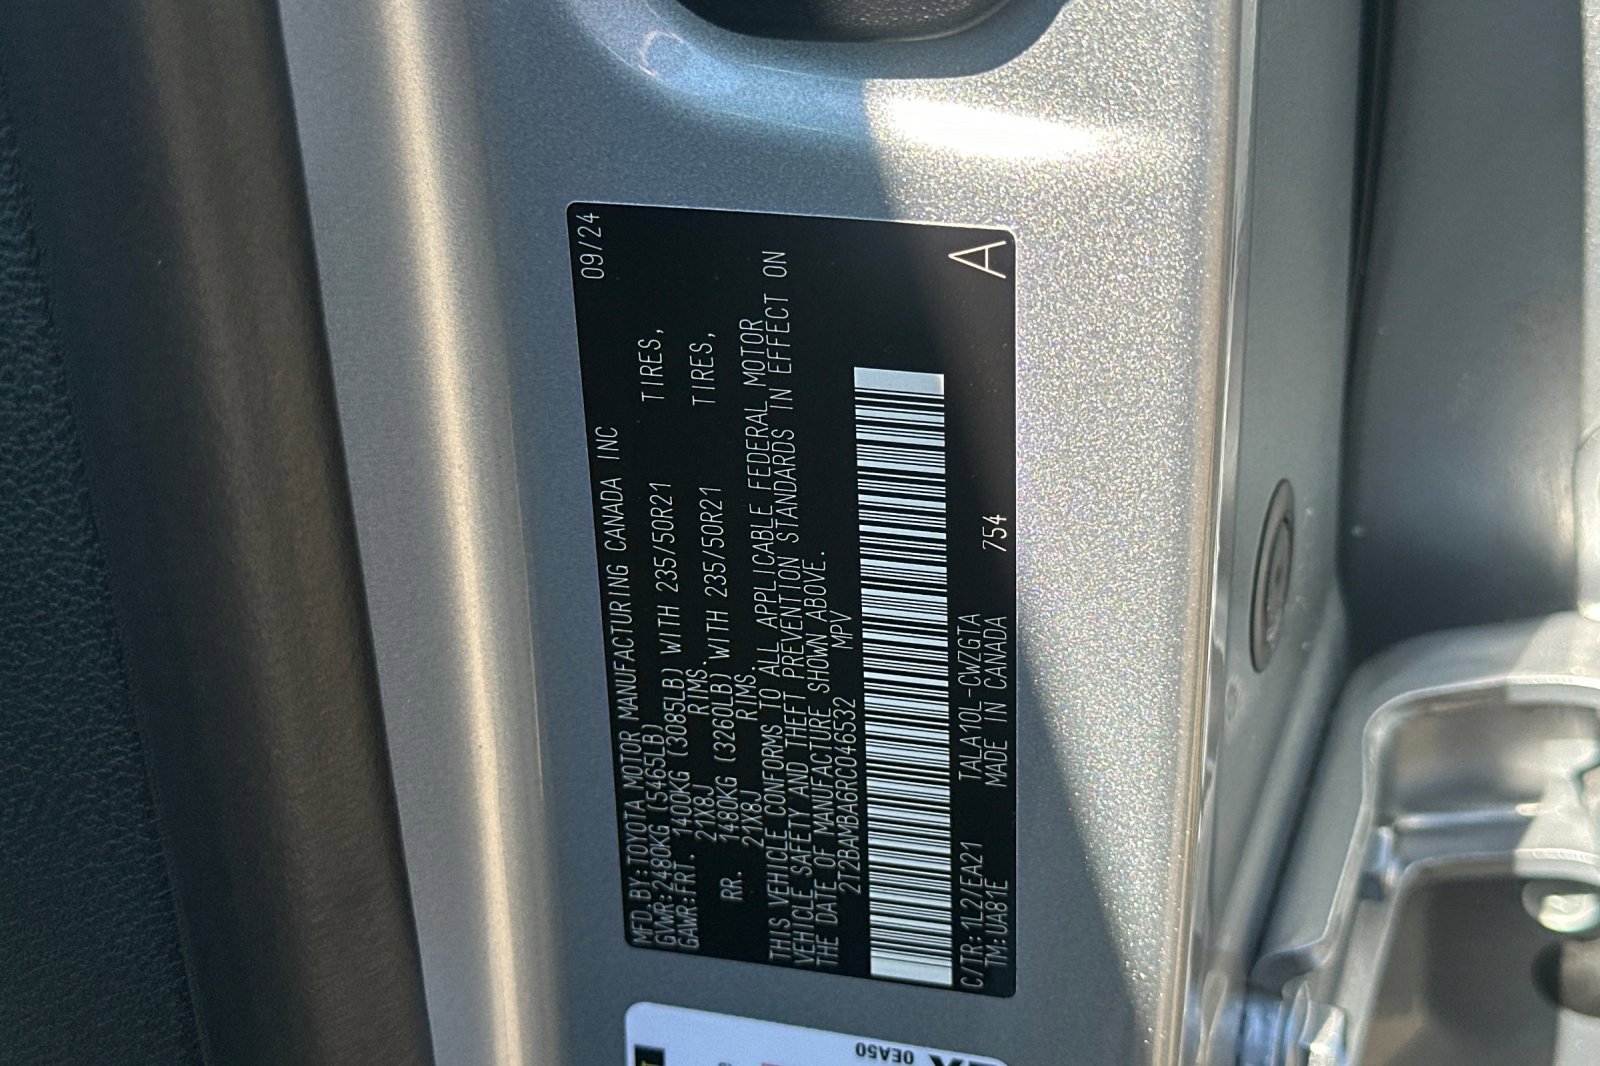 MFD.BY:TOYOTA MOTOR MANUFACTURING CANADA INC 09/24
GVWR:2480KG(5465LB)
GAWR:FRT. 1400KG(3085LB)WITH 235/50R21 TIRES,
21X8J RIMS.
RR. 1480KG(3260LB)WITH 235/50R21 TIRES,
21X8J RIMS.
THIS VEHICLE CONFORMS TO ALL APPLICABLE FEDERAL MOTOR
VEHICLE SAFETY AND THEFT PREVENTION STANDARDS IN EFFECT ON
THE DATE OF MANUFACTURE SHOWN ABOVE.
2T2BAMBA6RC046532 MPV
C/TR:1L2/EA21 TALA10L-CWZGTA
TM:UA81E MADE IN CANADA 754 A
0EA50